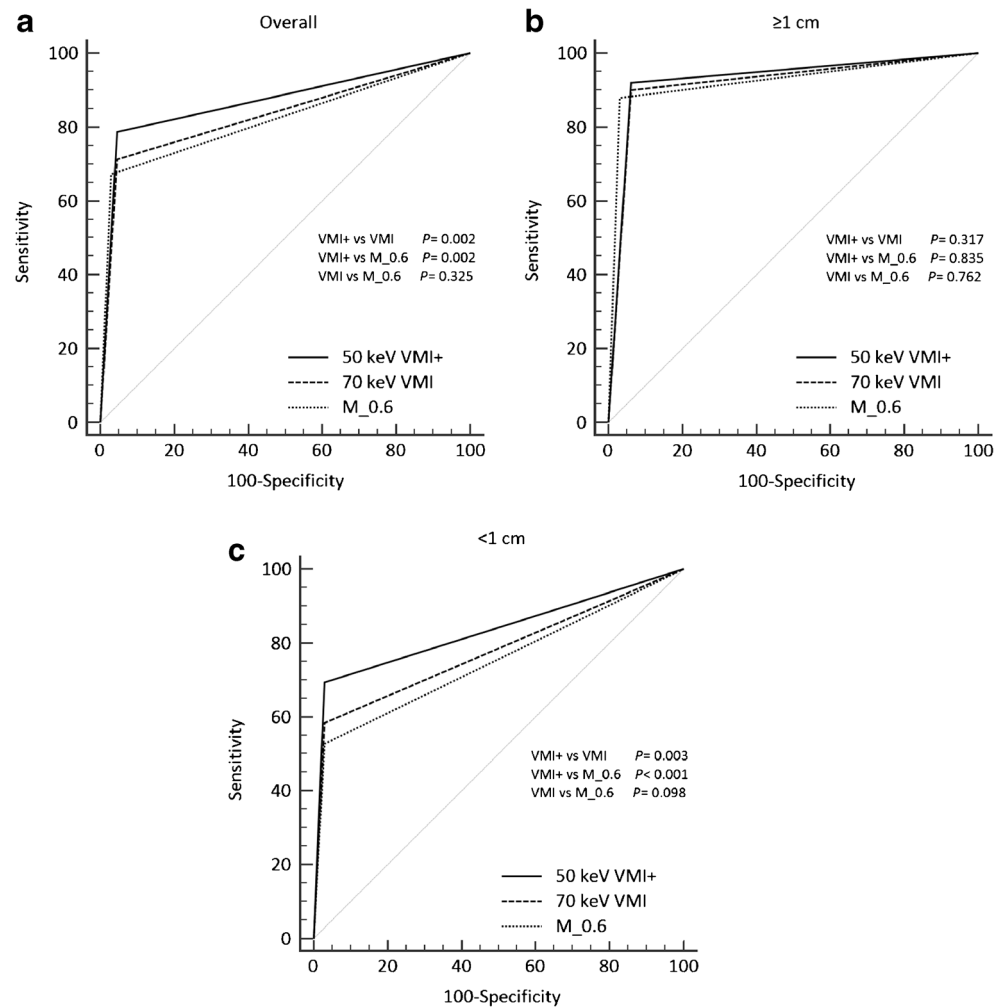 a
Overall
100
80
60
40
20
0
Sensitivity
VMI+ vs VMI P= 0.002
VMI+ vs M_0.6 P= 0.002
VMI vs M_0.6 P= 0.325
50 keV VMI+
70 keV VMI
M_0.6
0 20 40 60 80 100
100-Specificity
b
≥1 cm
100
80
60
40
20
0
Sensitivity
VMI+ vs VMI P= 0.317
VMI+ vs M_0.6 P= 0.835
VMI vs M_0.6 P= 0.762
50 keV VMI+
70 keV VMI
M_0.6
0 20 40 60 80 100
100-Specificity
c
<1 cm
100
80
60
40
20
0
Sensitivity
VMI+ vs VMI P= 0.003
VMI+ vs M_0.6 P< 0.001
VMI vs M_0.6 P= 0.098
50 keV VMI+
70 keV VMI
M_0.6
0 20 40 60 80 100
100-Specificity